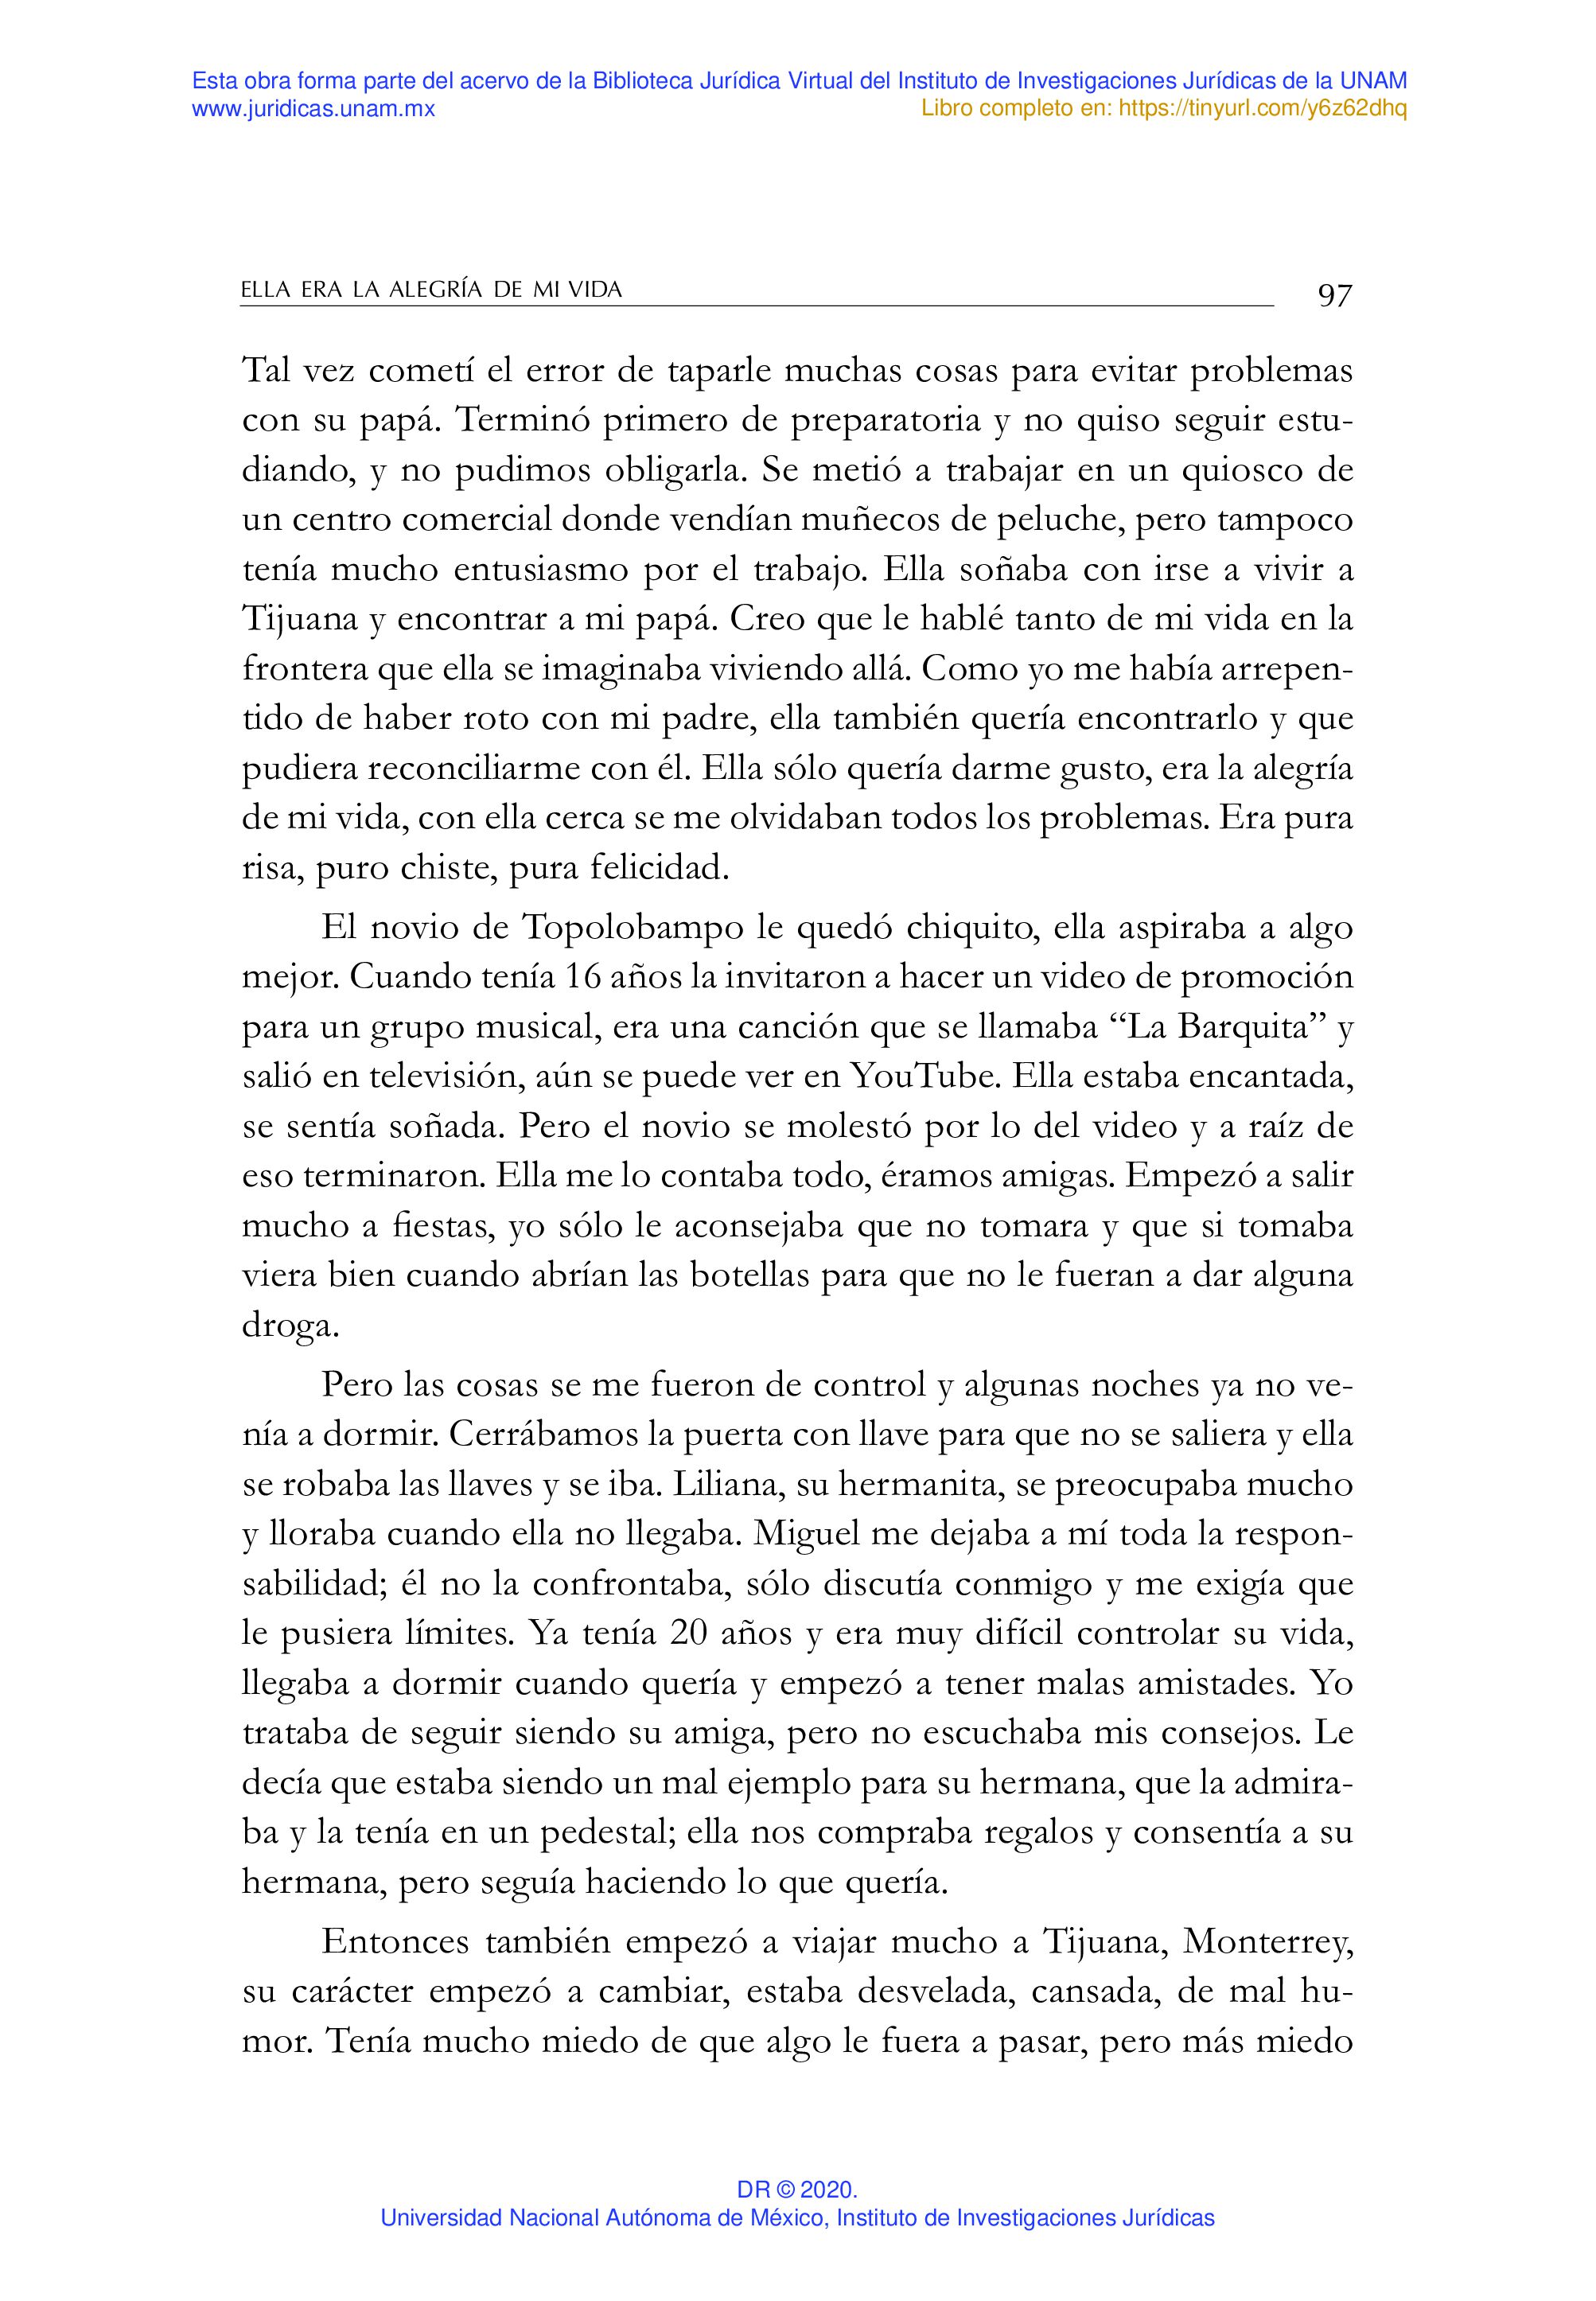 Esta obra forma parte del acervo de la Biblioteca Jurídica Virtual del Instituto de Investigaciones Jurídicas de la UNAM
www.juridicas.unam.mx
Libro completo en: https://tinyurl.com/y6z62dhq
ELLA ERA LA ALEGRÍA DE MI VIDA
97
Tal vez cometí el error de taparle muchas cosas para evitar problemas
con su papá. Terminó primero de preparatoria y no quiso seguir estu-
diando, y no pudimos obligarla. Se metió a trabajar en un quiosco de
un centro comercial donde vendían muñecos de peluche, pero tampoco
tenía mucho entusiasmo por el trabajo. Ella soñaba con irse a vivir a
Tijuana y encontrar a mi papá. Creo que le hablé tanto de mi vida en la
frontera que ella se imaginaba viviendo allá. Como yo me había arrepen-
tido de haber roto con mi padre, ella también quería encontrarlo y que
pudiera reconciliarme con él. Ella sólo quería darme gusto, era la alegría
de mi vida, con ella cerca se me olvidaban todos los problemas. Era pura
risa, puro chiste, pura felicidad.
El novio de Topolobampo le quedó chiquito, ella aspiraba a algo
mejor. Cuando tenía 16 años la invitaron a hacer un video de promoción
para un grupo musical, era una canción que se llamaba “La Barquita” y
salió en televisión, aún se puede ver en YouTube. Ella estaba encantada,
se sentía soñada. Pero el novio se molestó por lo del video y a raíz de
eso terminaron. Ella me lo contaba todo, éramos amigas. Empezó a salir
mucho a fiestas, yo sólo le aconsejaba que no tomara y que si tomaba
viera bien cuando abrían las botellas para que no le fueran a dar alguna
droga.
Pero las cosas se me fueron de control y algunas noches ya no ve-
nía a dormir. Cerrábamos la puerta con llave para que no se saliera y ella
se robaba las llaves y se iba. Liliana, su hermanita, se preocupaba mucho
y lloraba cuando ella no llegaba. Miguel me dejaba a mí toda la respon-
sabilidad; él no la confrontaba, sólo discutía conmigo y me exigía que
le pusiera límites. Ya tenía 20 años y era muy difícil controlar su vida,
llegaba a dormir cuando quería y empezó a tener malas amistades. Yo
trataba de seguir siendo su amiga, pero no escuchaba mis consejos. Le
decía que estaba siendo un mal ejemplo para su hermana, que la admira-
ba y la tenía en un pedestal; ella nos compraba regalos y consentía a su
hermana, pero seguía haciendo lo que quería.
Entonces también empezó a viajar mucho a Tijuana, Monterrey,
su carácter empezó a cambiar, estaba desvelada, cansada, de mal hu-
mor. Tenía mucho miedo de que algo le fuera a pasar, pero más miedo
DR © 2020.
Universidad Nacional Autónoma de México, Instituto de Investigaciones Jurídicas